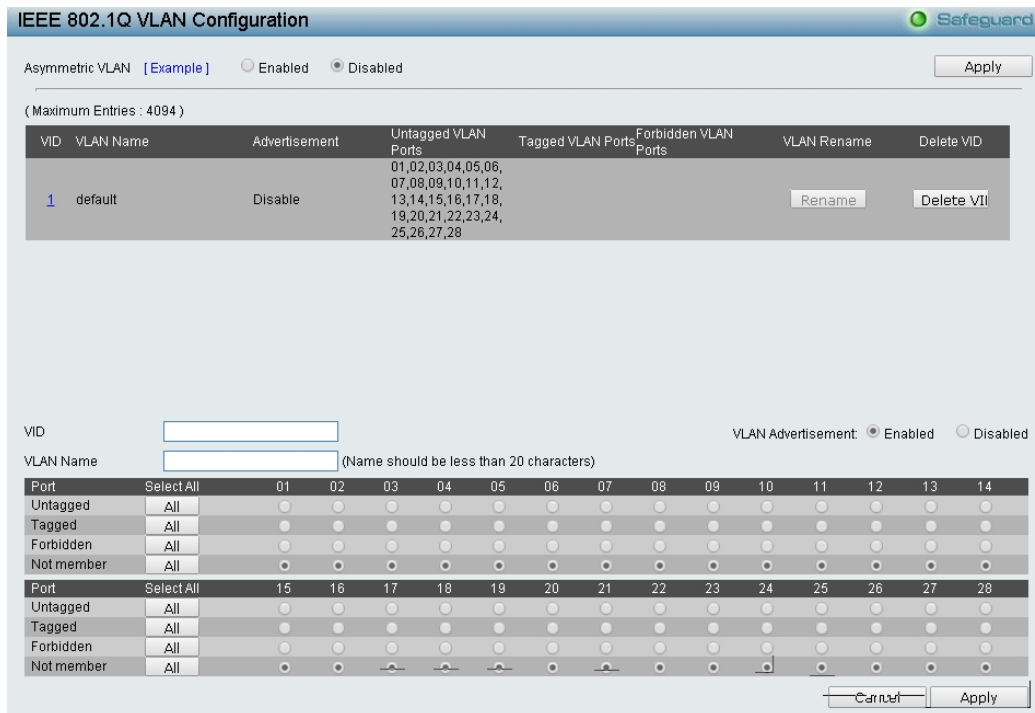 IEEE 802.1Q VLAN Configuration
Safeguard
Asymmetric VLAN [ Example ] Enabled Disabled
Apply
( Maximum Entries : 4094 )
VID VLAN Name Advertisement Untagged VLAN Ports Tagged VLAN Ports Forbidden VLAN Ports VLAN Rename Delete VID
1 default Disable 01,02,03,04,05,06,
07,08,09,10,11,12,
13,14,15,16,17,18,
19,20,21,22,23,24,
25,26,27,28
Rename Delete VII
VID
VLAN Advertisement: Enabled Disabled
VLAN Name (Name should be less than 20 characters)
Port Select All 01 02 03 04 05 06 07 08 09 10 11 12 13 14
Untagged All
Tagged All
Forbidden All
Not member All
Port Select All 15 16 17 18 19 20 21 22 23 24 25 26 27 28
Untagged All
Tagged All
Forbidden All
Not member All
Cancel Apply